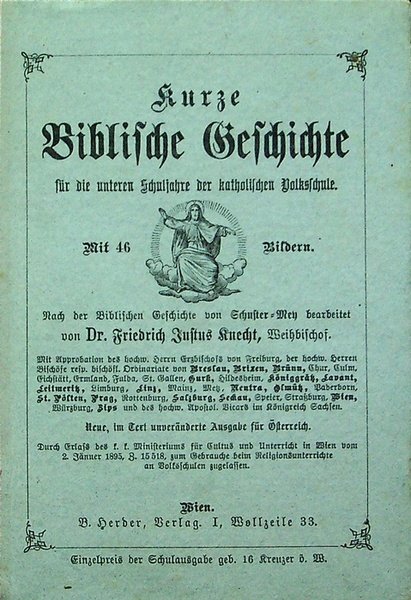 Kurze
Biblische Geschichte
für die unteren Schuljahre der katholischen Volksschule.
Mit 46 Bildern.
Nach der Biblischen Geschichte von Schuster-Mey bearbeitet
von Dr. Friedrich Justus Knecht, Weihbischof.
Mit Approbation des hochw. Herrn Erzbischofs von Freiburg, der hochw. Herren
Bischöfe resp. bischöfl. Ordinariate von Breslau, Brixen, Brünn, Chur, Culm,
Eichstätt, Ermland, Fulda, St. Gallen, Gurk, Hildesheim, Königgrätz, Lavant,
Leitmeritz, Limburg, Linz, Mainz, Metz, Neutra, Olmütz, Paderborn,
St. Pölten, Prag, Rottenburg, Salzburg, Seckau, Speier, Straßburg, Wien,
Würzburg, Zips und des hochw. Apostol. Vicars im Königreich Sachsen.
Neue, im Text unveränderte Ausgabe für Österreich.
Durch Erlaß des k. k. Ministeriums für Cultus und Unterricht in Wien vom
2. Jänner 1895, Z. 15518, zum Gebrauche beim Religionsunterrichte
an Volksschulen zugelassen.
Wien.
B. Herder, Verlag. I, Wollzeile 33.
Einzelpreis der Schulausgabe geb. 16 Kreuzer ö. W.